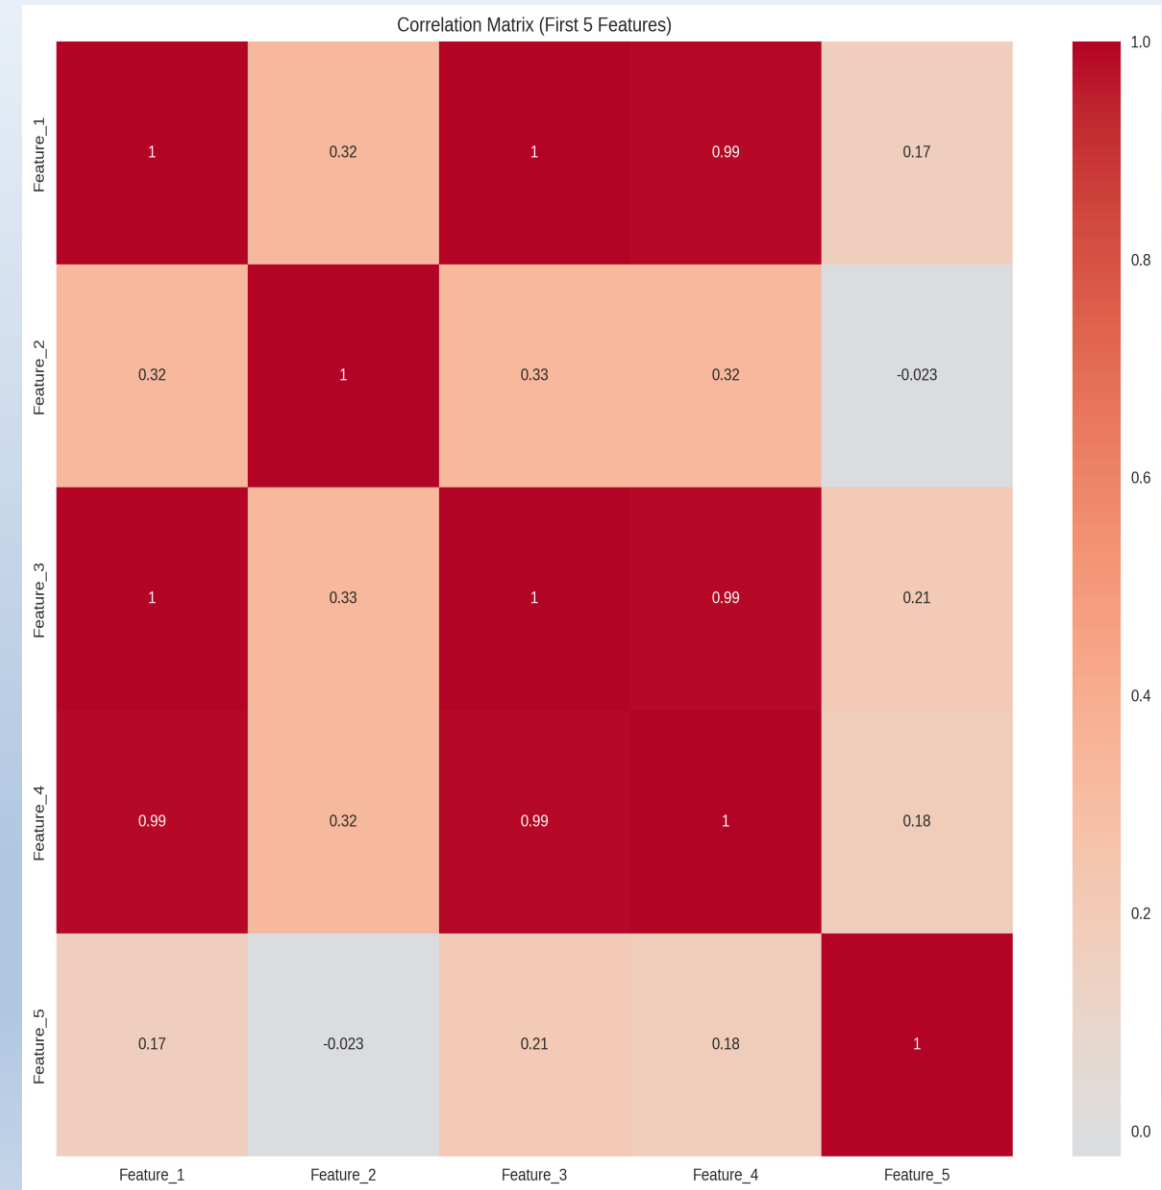 Correlation Matrix (First 5 Features)
Feature_1
1 0.32 1 0.99 0.17
Feature_2
0.32 1 0.33 0.32 -0.023
Feature_3
1 0.33 1 0.99 0.21
Feature_4
0.99 0.32 0.99 1 0.18
Feature_5
0.17 -0.023 0.21 0.18 1
Feature_1 Feature_2 Feature_3 Feature_4 Feature_5
1.0
0.8
0.6
0.4
0.2
0.0